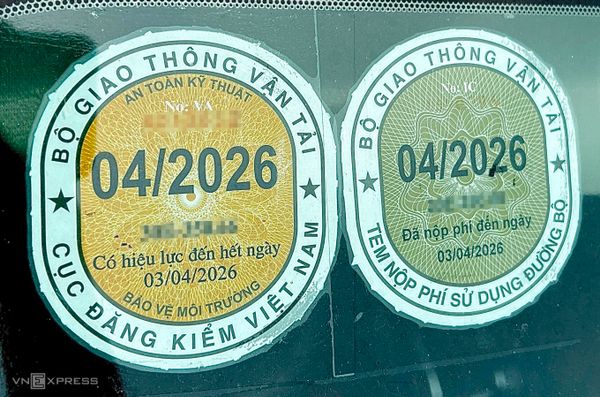 BỘ GIAO THÔNG VẬN TẢI
AN TOÀN KỸ THUẬT
No: VA
04/2026
Có hiệu lực đến hết ngày
03/04/2026
BẢO VỆ MÔI TRƯỜNG
CỤC ĐĂNG KIỂM VIỆT NAM
BỘ GIAO THÔNG VẬN TẢI
No: IC
04/2026
Đã nộp phí đến ngày
03/04/2026
TEM NỘP PHÍ SỬ DỤNG ĐƯỜNG BỘ
VNEXPRESS